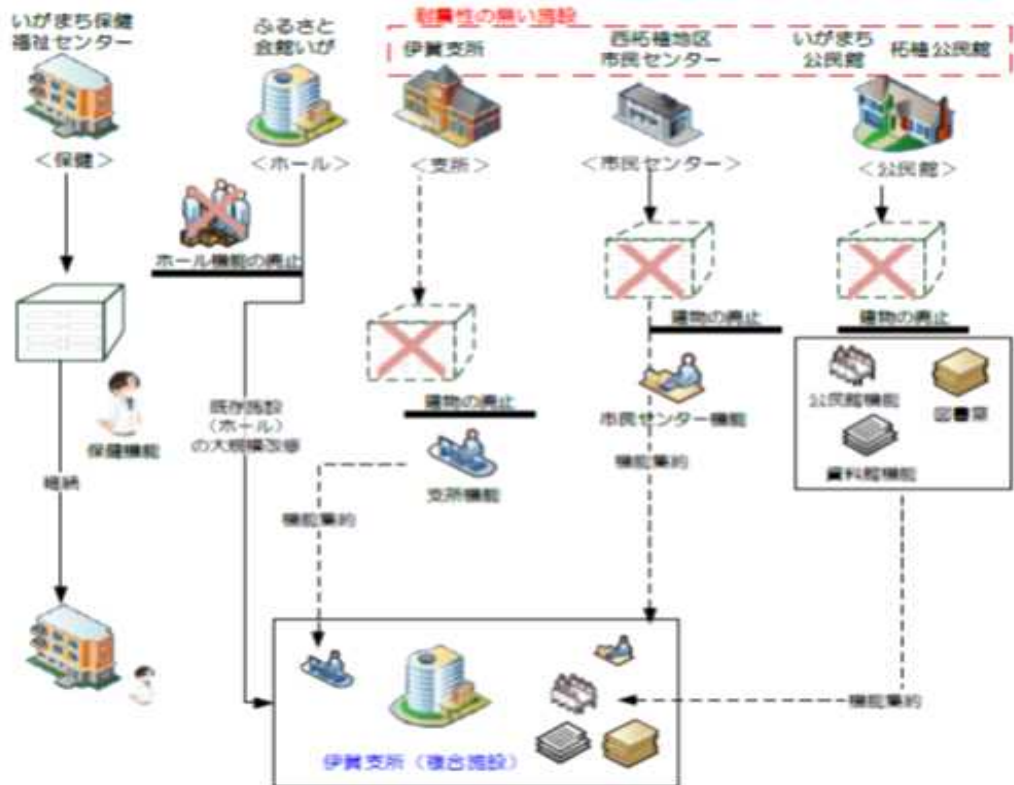 耐震性の無い施設
いがまち保健
福祉センター
ふるさと
会館いが
伊賀支所
西柘植地区
市民センター
いがまち
公民館
柘植公民館
＜保健＞
＜ホール＞
＜支所＞
＜市民センター＞
＜公民館＞
ホール機能の廃止
建物の廃止
建物の廃止
建物の廃止
保健機能
既存施設
（ホール）
の大規模改修
支所機能
市民センター機能
公民館機能
図書室
資料館機能
継続
機能集約
機能集約
機能集約
伊賀支所（複合施設）